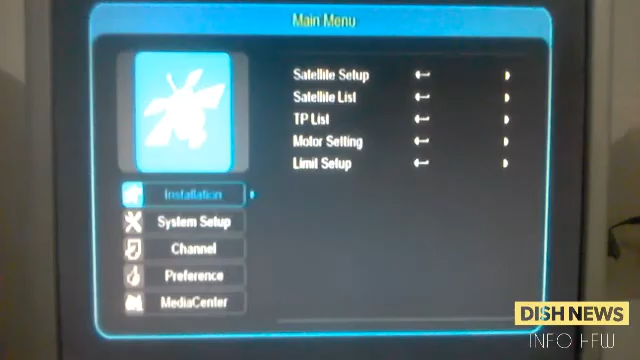 Main Menu
Satellite Setup
Satellite List
TP List
Motor Setting
Limit Setup
Installation
System Setup
Channel
Preference
MediaCenter
DISH NEWS
INFO HFW